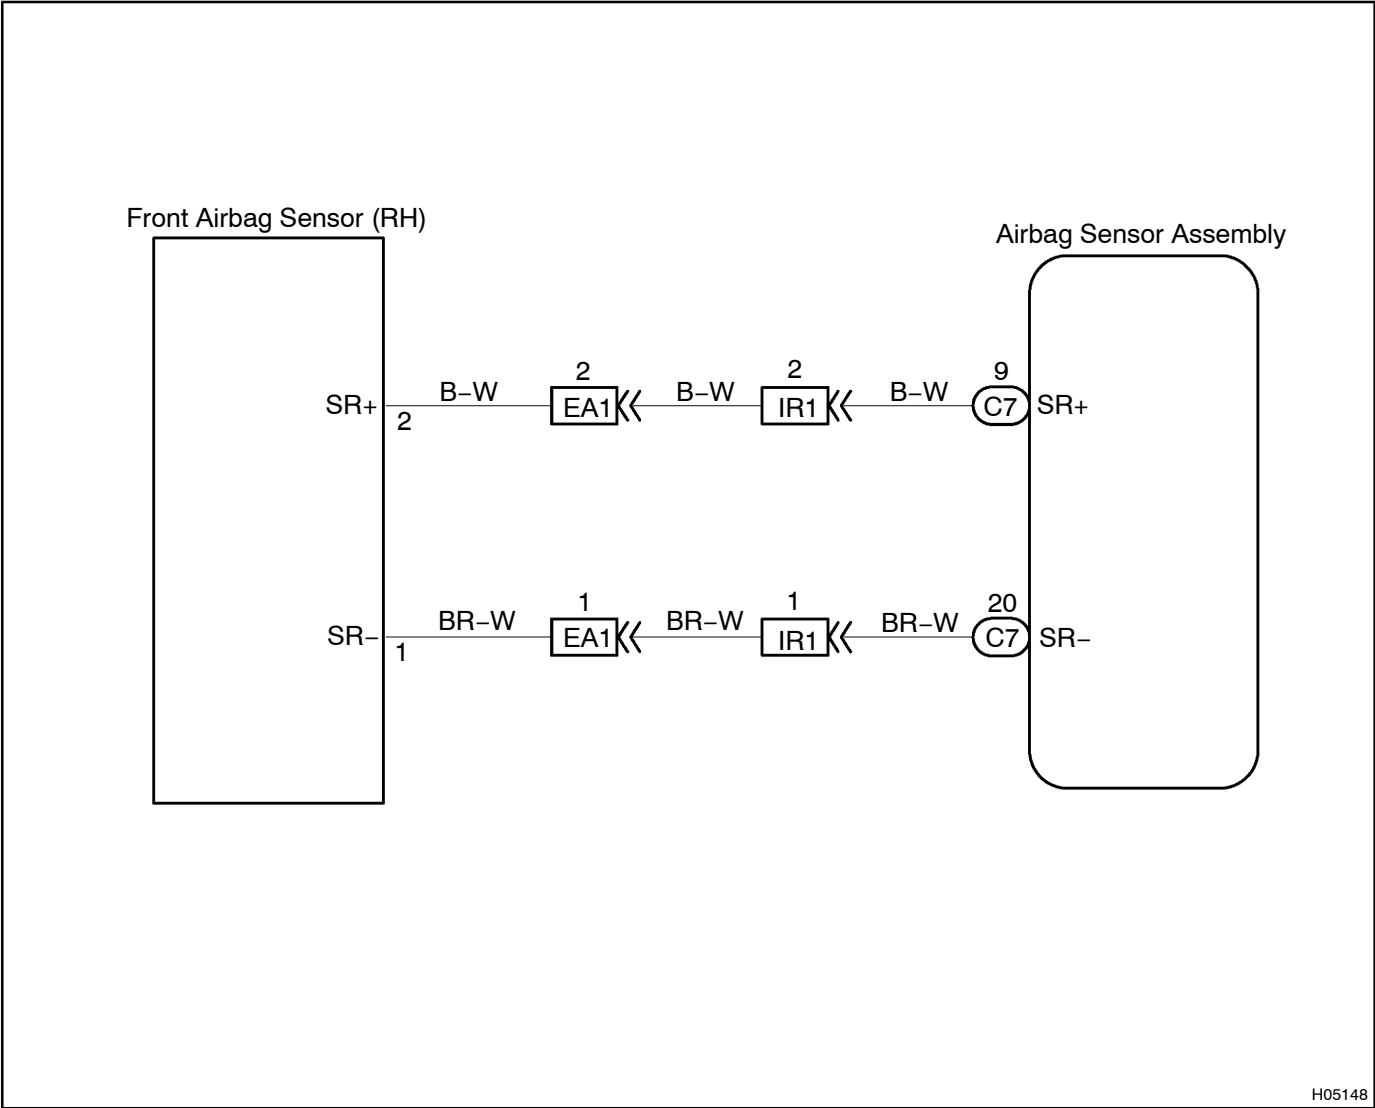 Front Airbag Sensor (RH)
Airbag Sensor Assembly
2 2 9
SR+ B−W EA1 B−W IR1 B−W C7 SR+
2
1 1 20
SR− BR−W EA1 BR−W IR1 BR−W C7 SR−
1
H05148